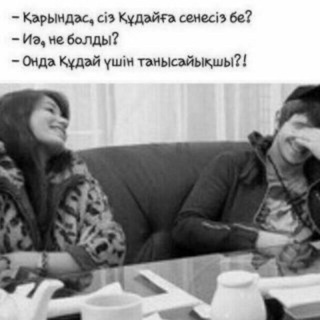 - Қарындас, сіз Құдайға сенесіз бе?
- Иә, не болды?
- Онда Құдай үшін танысайықшы?!